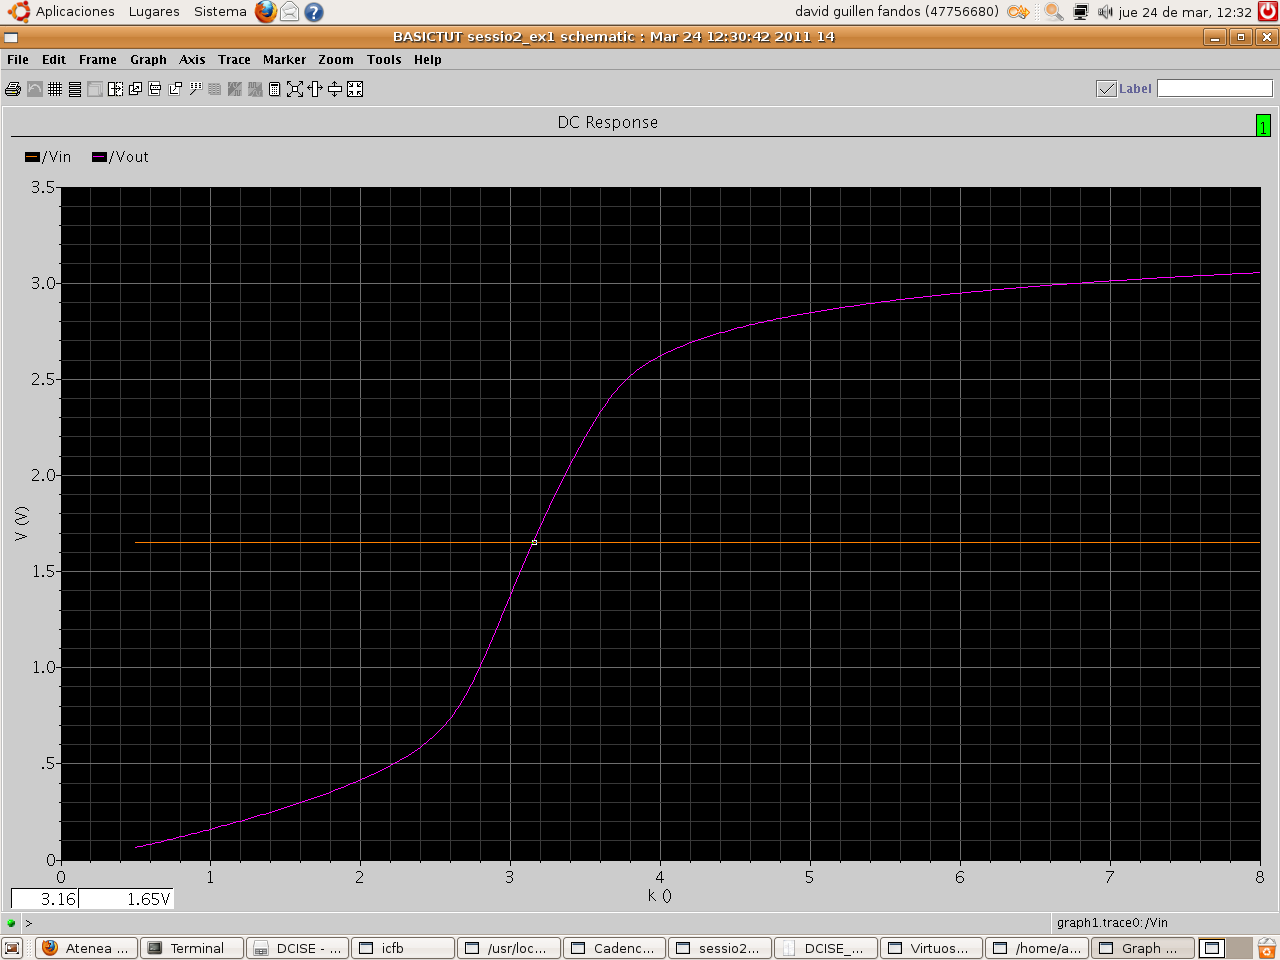 Aplicaciones Lugares Sistema ? david guillen fandos (47756680) jue 24 de mar, 12:32
BASICTUT sessio2_ex1 schematic : Mar 24 12:30:42 2011 14
File Edit Frame Graph Axis Trace Marker Zoom Tools Help
Label
DC Response
1
/Vin /Vout
3.5
3.0
2.5
2.0
V (V)
1.5
1.0
.5
0
0 1 2 3 4 5 6 7 8
k ()
3.16 1.65V
> graph1.trace0:/Vin
Atenea ... Terminal DCISE - ... icfb /usr/loc... Cadenc... sessio2... DCISE_... Virtuos... /home/a... Graph ...